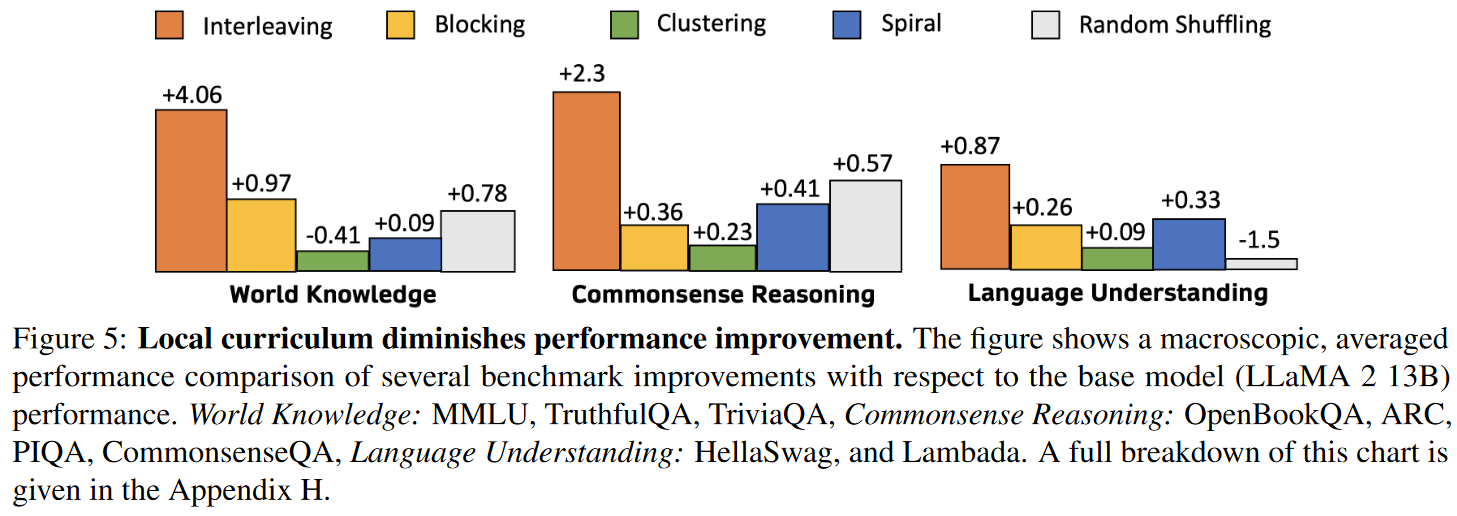 Interleaving Blocking Clustering Spiral Random Shuffling
+4.06 +0.97 -0.41 +0.09 +0.78
World Knowledge
+2.3 +0.36 +0.23 +0.41 +0.57
Commonsense Reasoning
+0.87 +0.26 +0.09 +0.33 -1.5
Language Understanding
Figure 5: Local curriculum diminishes performance improvement. The figure shows a macroscopic, averaged
performance comparison of several benchmark improvements with respect to the base model (LLaMA 2 13B)
performance. World Knowledge: MMLU, TruthfulQA, TriviaQA, Commonsense Reasoning: OpenBookQA, ARC,
PIQA, CommonsenseQA, Language Understanding: HellaSwag, and Lambada. A full breakdown of this chart is
given in the Appendix H.